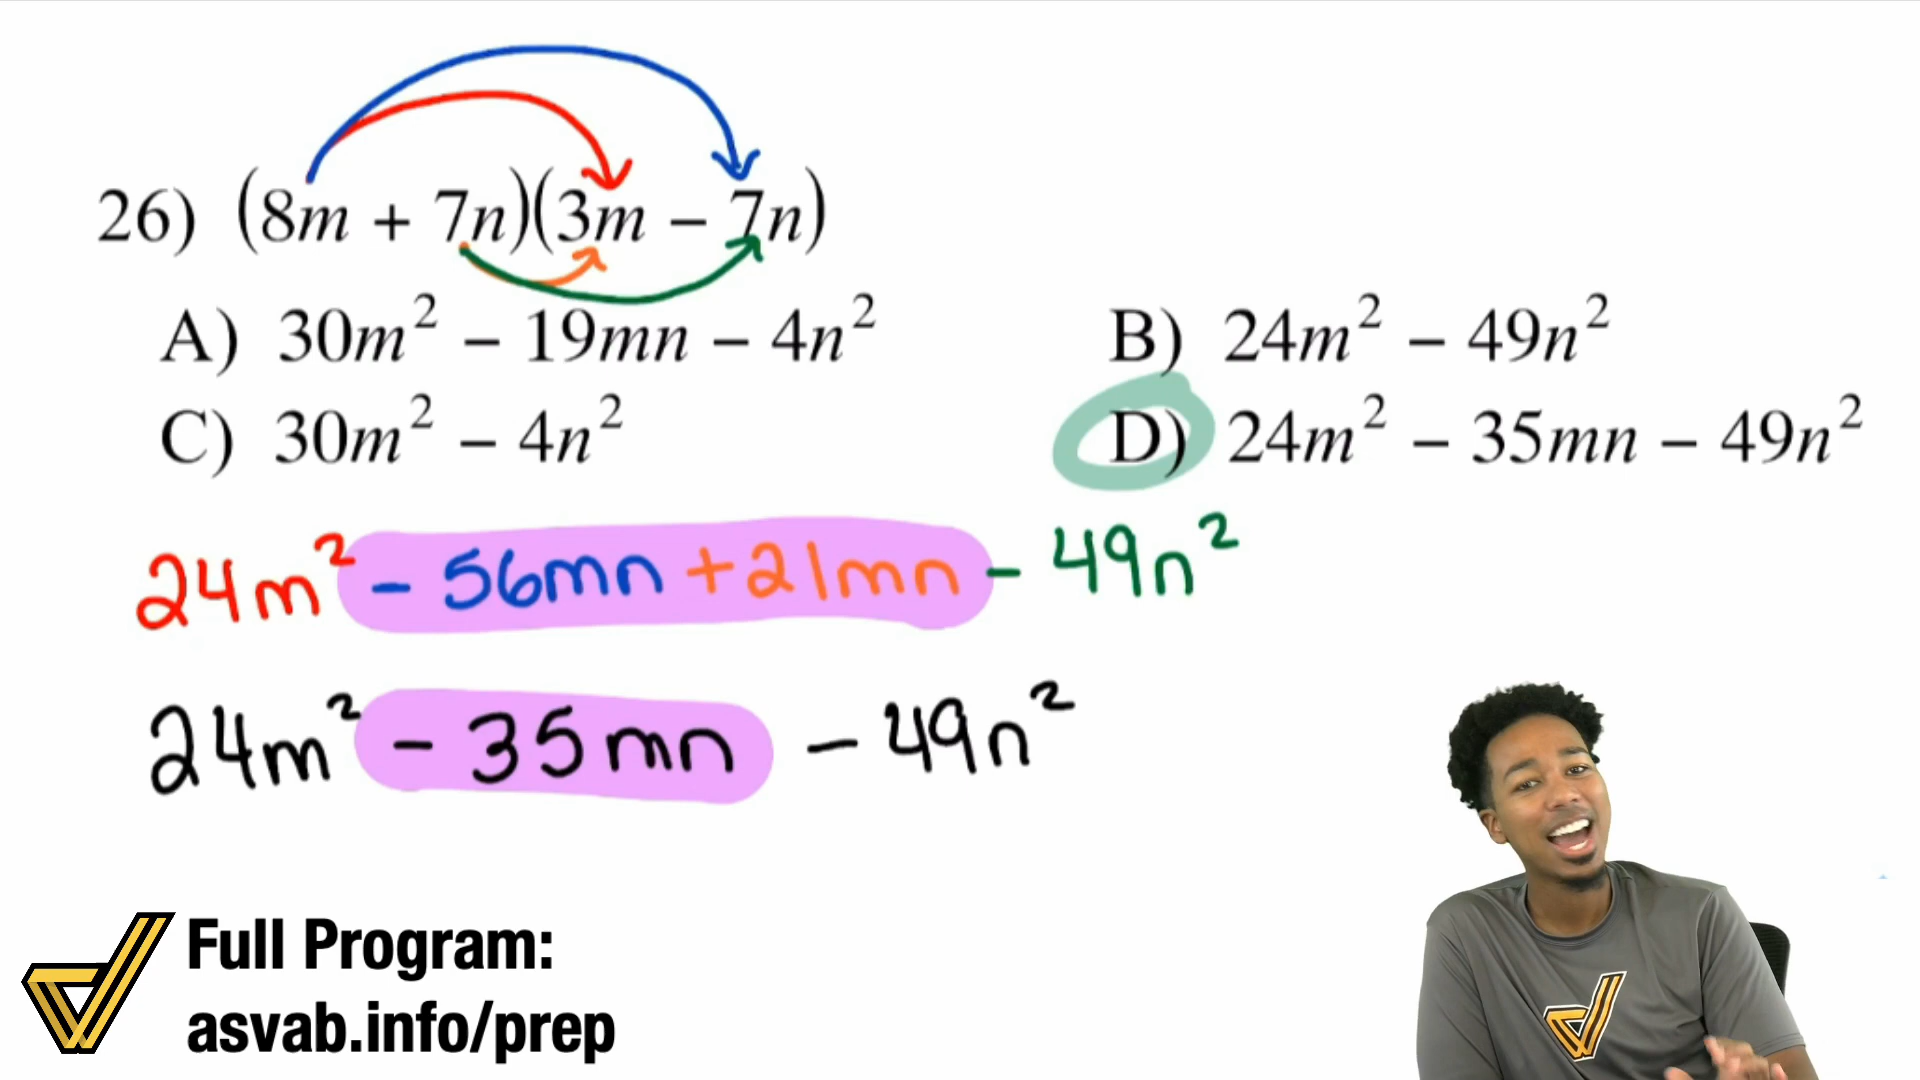 26) (8m + 7n)(3m − 7n)
A) 30m² − 19mn − 4n²
B) 24m² − 49n²
C) 30m² − 4n²
D) 24m² − 35mn − 49n²
24m² − 56mn + 21mn − 49n²
24m² − 35mn − 49n²
Full Program:
asvab.info/prep